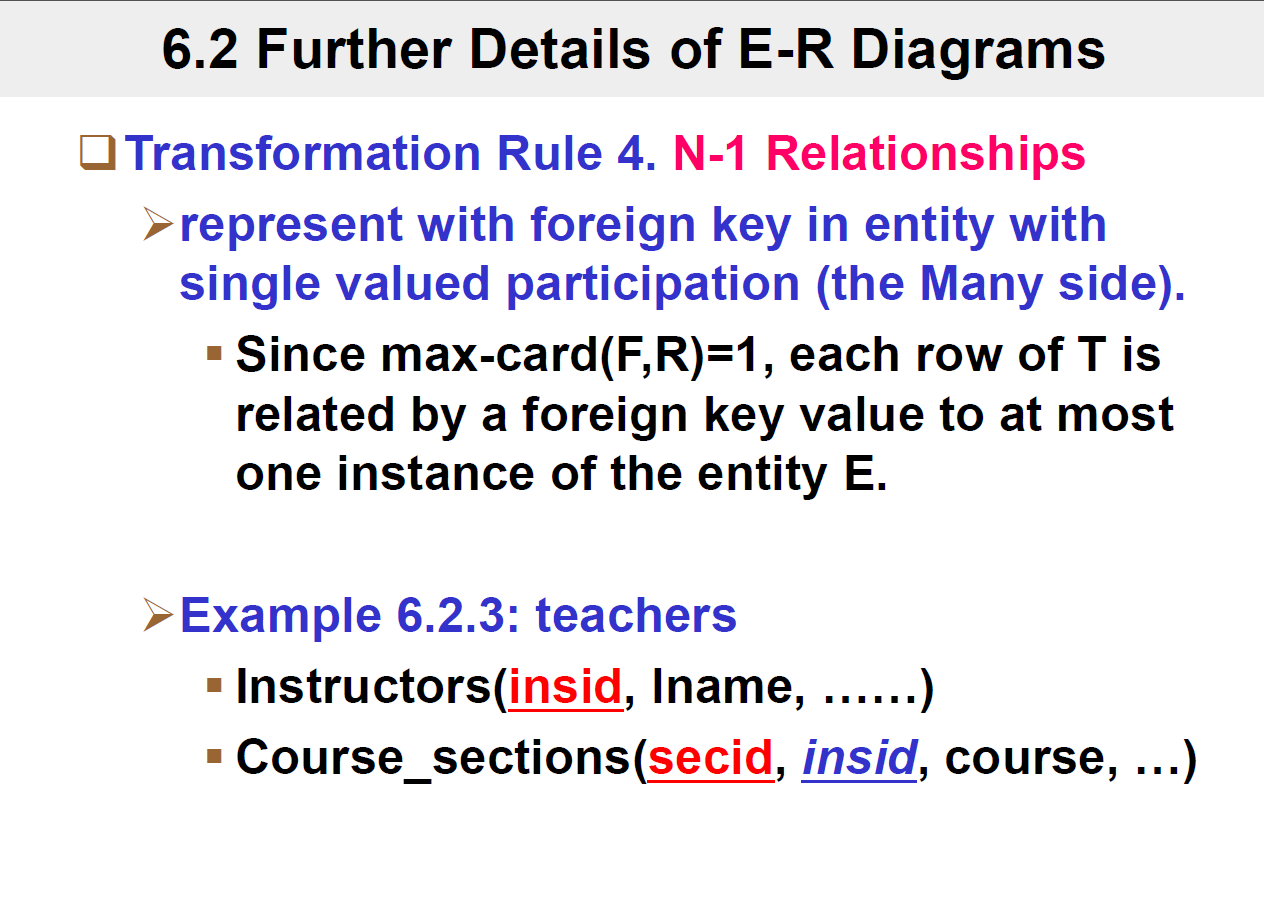 6.2 Further Details of E-R Diagrams
Transformation Rule 4. N-1 Relationships
represent with foreign key in entity with
single valued participation (the Many side).
Since max-card(F,R)=1, each row of T is
related by a foreign key value to at most
one instance of the entity E.
Example 6.2.3: teachers
Instructors(insid, lname, ……)
Course_sections(secid, insid, course, …)